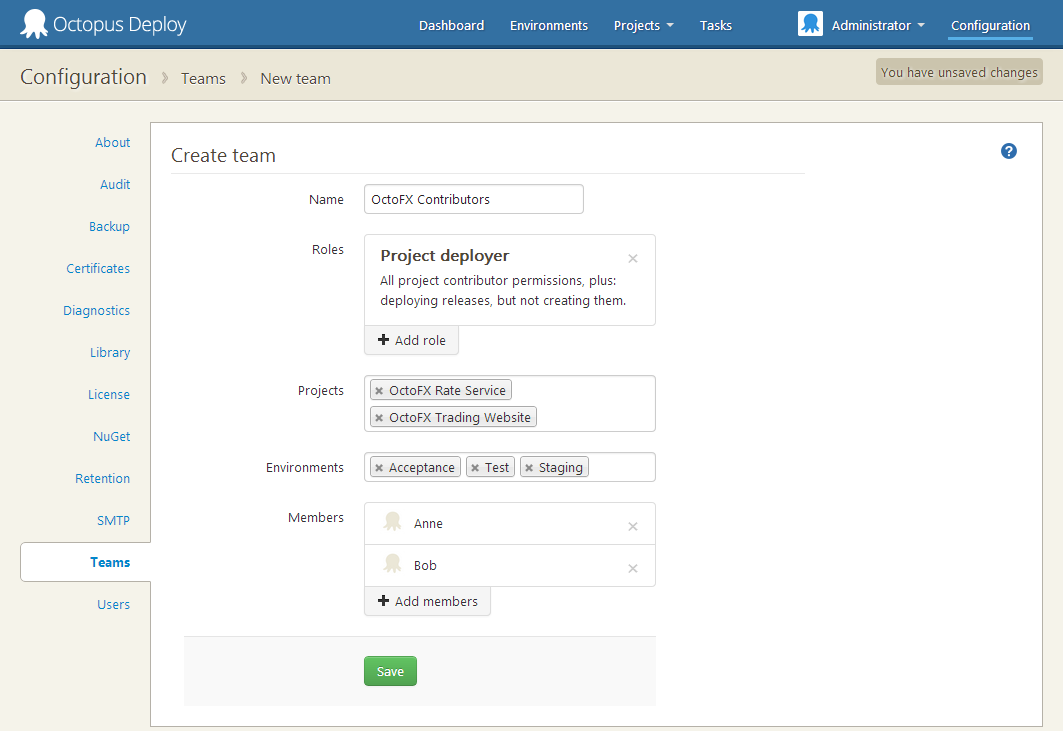 Octopus Deploy
Dashboard Environments Projects Tasks Administrator Configuration
Configuration Teams New team You have unsaved changes
About
Audit
Backup
Certificates
Diagnostics
Library
License
NuGet
Retention
SMTP
Teams
Users
Create team
?
Name OctoFX Contributors
Roles Project deployer
All project contributor permissions, plus:
deploying releases, but not creating them.
Add role
Projects OctoFX Rate Service
OctoFX Trading Website
Environments Acceptance Test Staging
Members Anne
Bob
Add members
Save